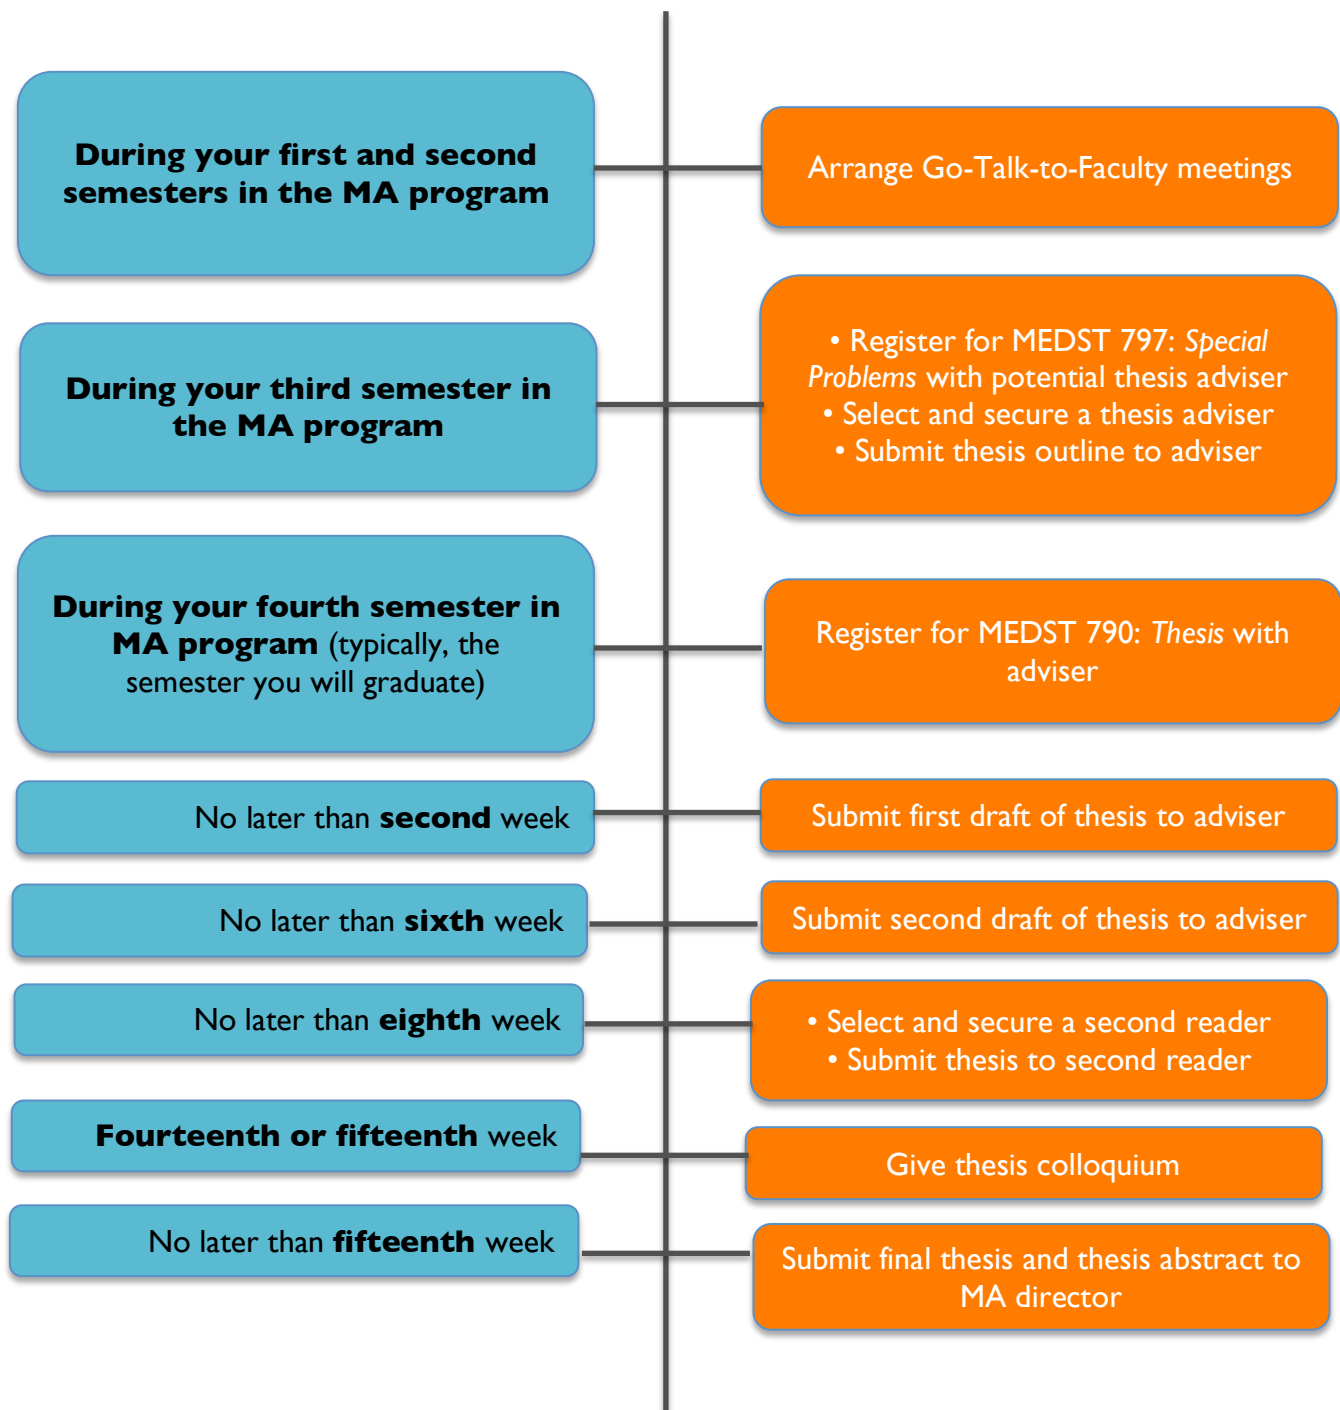 During your first and second
semesters in the MA program
Arrange Go-Talk-to-Faculty meetings
During your third semester in
the MA program
• Register for MEDST 797: Special
Problems with potential thesis adviser
• Select and secure a thesis adviser
• Submit thesis outline to adviser
During your fourth semester in
MA program (typically, the
semester you will graduate)
Register for MEDST 790: Thesis with
adviser
No later than second week
Submit first draft of thesis to adviser
No later than sixth week
Submit second draft of thesis to adviser
No later than eighth week
• Select and secure a second reader
• Submit thesis to second reader
Fourteenth or fifteenth week
Give thesis colloquium
No later than fifteenth week
Submit final thesis and thesis abstract to
MA director